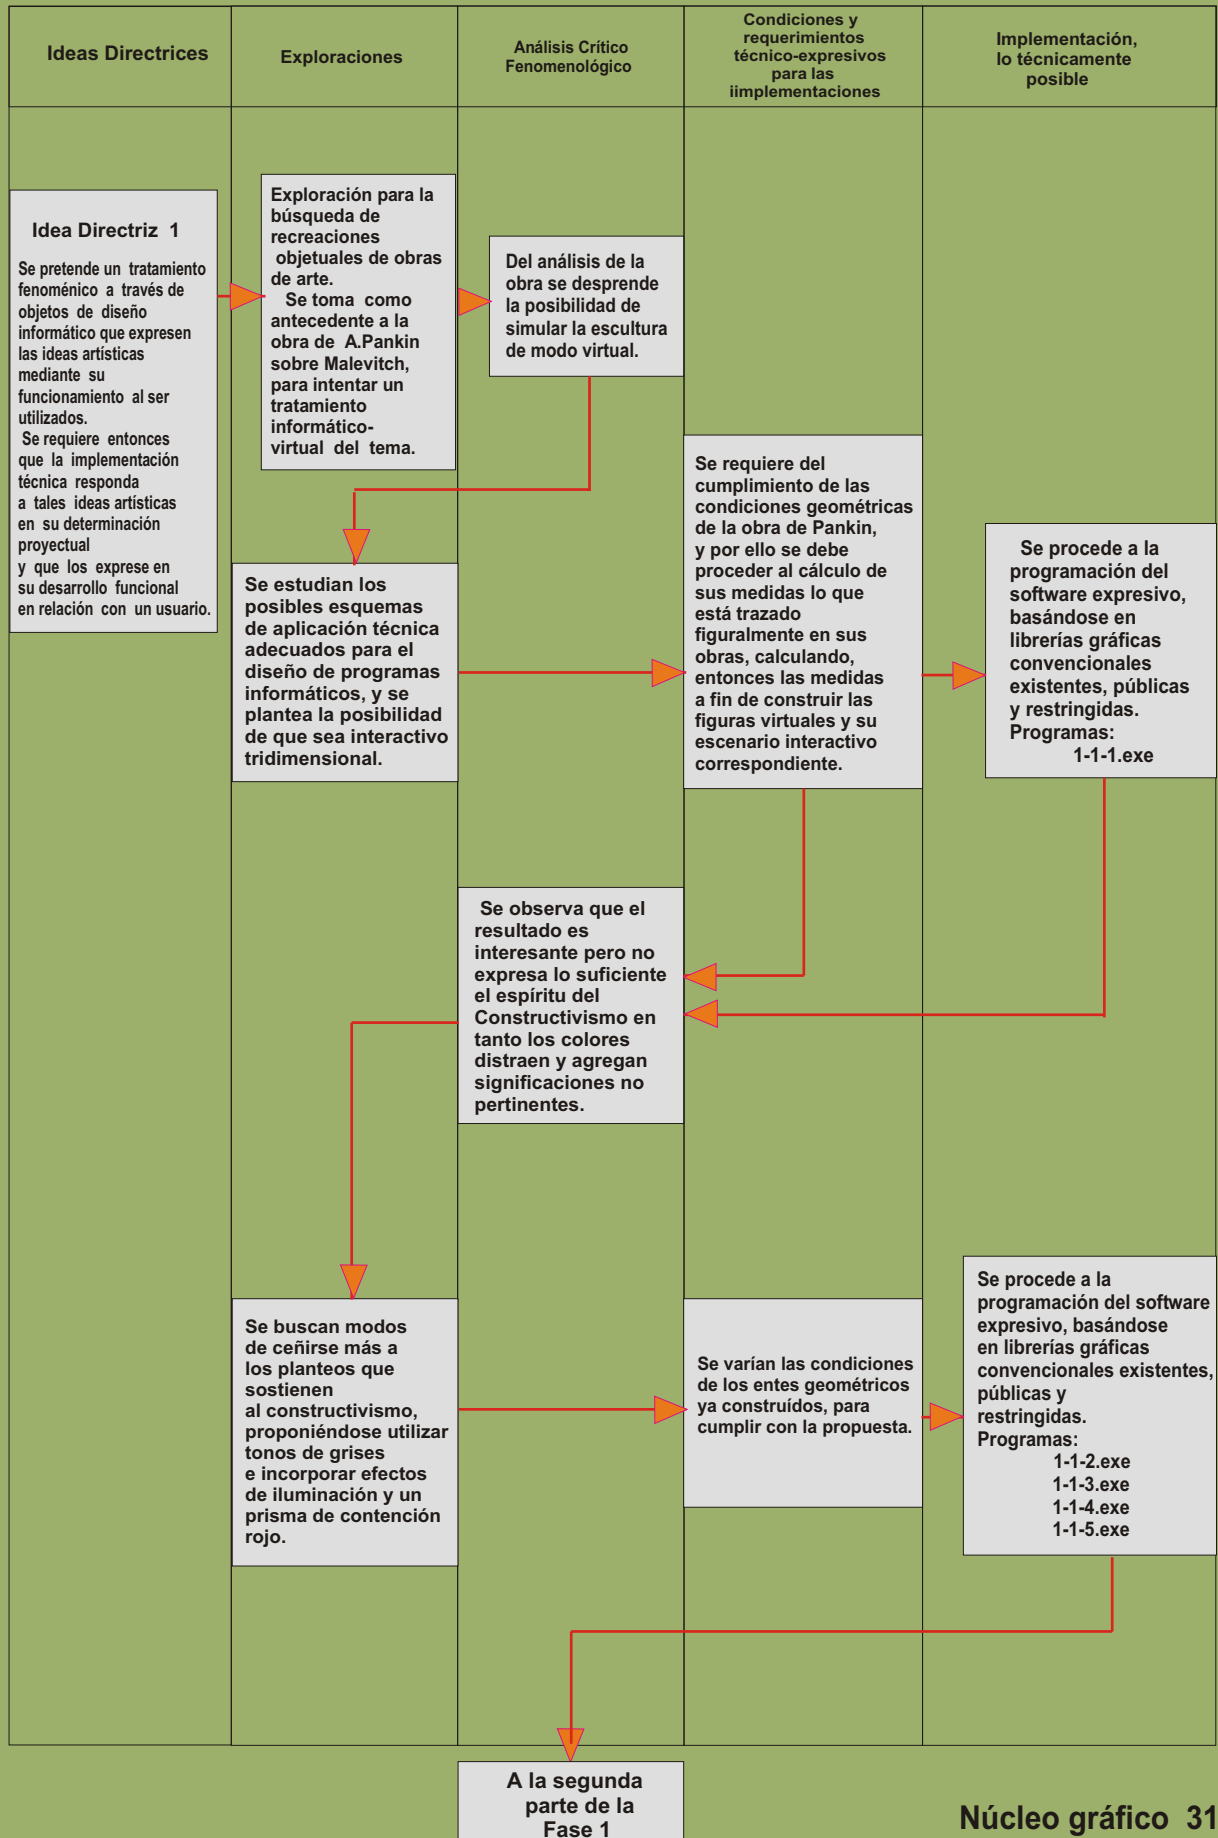 Ideas Directrices
Exploraciones
Análisis Crítico
Fenomenológico
Condiciones y
requerimientos
técnico-expresivos
para las
iimplementaciones
Implementación,
lo técnicamente
posible
Idea Directriz 1
Se pretende un tratamiento
fenoménico a través de
objetos de diseño
informático que expresen
las ideas artísticas
mediante su
funcionamiento al ser
utilizados.
Se requiere entonces
que la implementación
técnica responda
a tales ideas artísticas
en su determinación
proyectual
y que los exprese en
su desarrollo funcional
en relación con un usuario.
Exploración para la
búsqueda de
recreaciones
objetuales de obras
de arte.
Se toma como
antecedente a la
obra de A.Pankin
sobre Malevitch,
para intentar un
tratamiento
informático-
virtual del tema.
Del análisis de la
obra se desprende
la posibilidad de
simular la escultura
de modo virtual.
Se estudian los
posibles esquemas
de aplicación técnica
adecuados para el
diseño de programas
informáticos, y se
plantea la posibilidad
de que sea interactivo
tridimensional.
Se requiere del
cumplimiento de las
condiciones geométricas
de la obra de Pankin,
y por ello se debe
proceder al cálculo de
sus medidas lo que
está trazado
figuralmente en sus
obras, calculando,
entonces las medidas
a fin de construir las
figuras virtuales y su
escenario interactivo
correspondiente.
Se procede a la
programación del
software expresivo,
basándose en
librerías gráficas
convencionales
existentes, públicas
y restringidas.
Programas:
1-1-1.exe
Se observa que el
resultado es
interesante pero no
expresa lo suficiente
el espíritu del
Constructivismo en
tanto los colores
distraen y agregan
significaciones no
pertinentes.
Se buscan modos
de ceñirse más a
los planteos que
sostienen
al constructivismo,
proponiéndose utilizar
tonos de grises
e incorporar efectos
de iluminación y un
prisma de contención
rojo.
Se varían las condiciones
de los entes geométricos
ya construídos, para
cumplir con la propuesta.
Se procede a la
programación del software
expresivo, basándose
en librerías gráficas
convencionales existentes,
públicas y
restringidas.
Programas:
1-1-2.exe
1-1-3.exe
1-1-4.exe
1-1-5.exe
A la segunda
parte de la
Fase 1
Núcleo gráfico 31